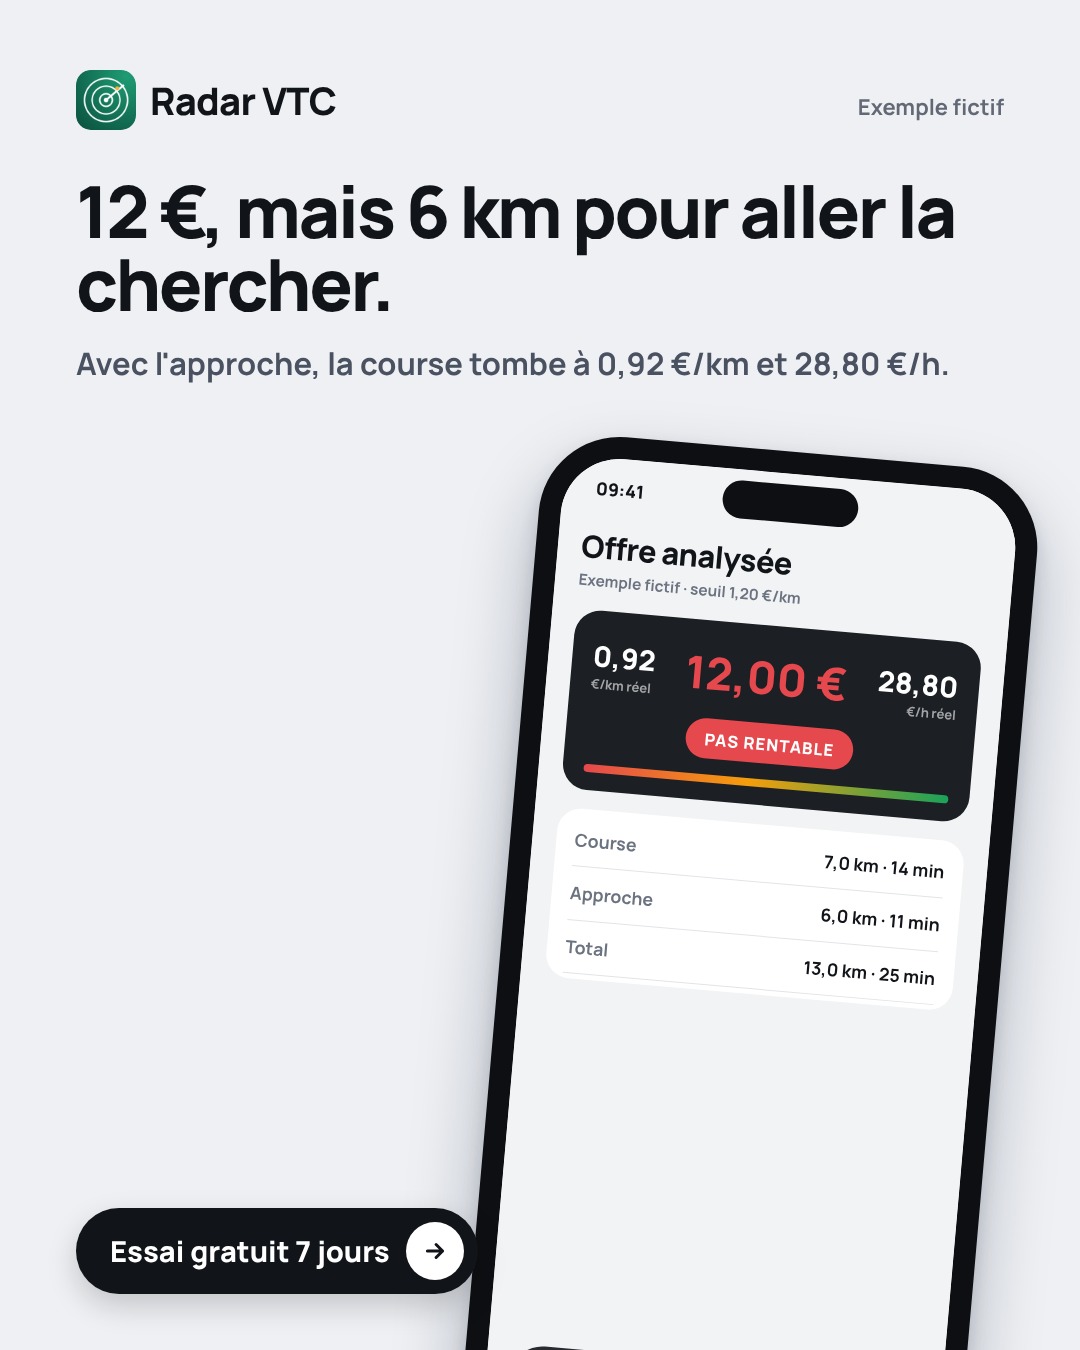 Radar VTC
Exemple fictif
12 €, mais 6 km pour aller la
chercher.
Avec l'approche, la course tombe à 0,92 €/km et 28,80 €/h.
09:41
Offre analysée
Exemple fictif · seuil 1,20 €/km
0,92
€/km réel
12,00 €
28,80
€/h réel
PAS RENTABLE
Course
7,0 km · 14 min
Approche
6,0 km · 11 min
Total
13,0 km · 25 min
Essai gratuit 7 jours